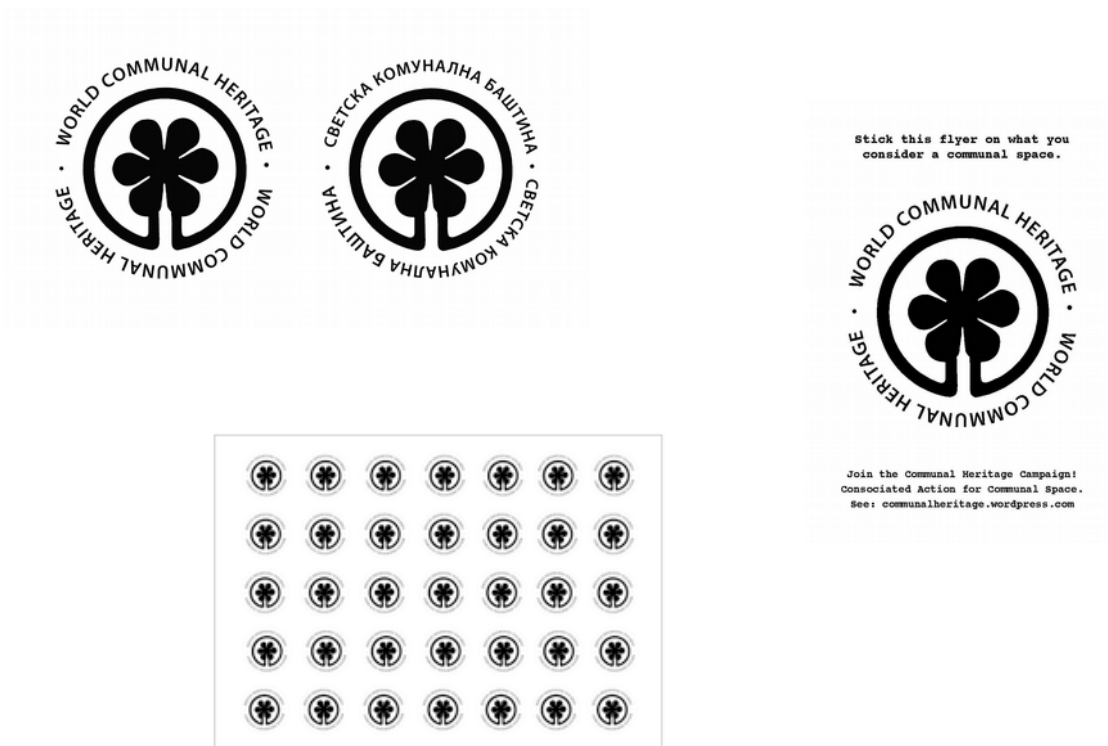 WORLD COMMUNAL HERITAGE
WORLD COMMUNAL HERITAGE
СВЕТСКА КОМУНАЛНА БАШТИНА
СВЕТСКА КОМУНАЛНА БАШТИНА
Stick this flyer on what you
consider a communal space.
WORLD COMMUNAL HERITAGE
WORLD COMMUNAL HERITAGE
Join the Communal Heritage Campaign!
Consociated Action for Communal Space.
See: communalheritage.wordpress.com